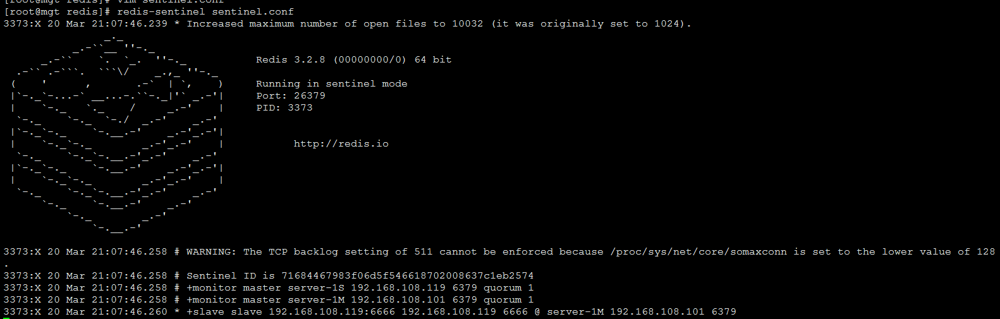 [root@mgt redis]# vim sentinel.conf
[root@mgt redis]# redis-sentinel sentinel.conf
3373:X 20 Mar 21:07:46.239 * Increased maximum number of open files to 10032 (it was originally set to 1024).
Redis 3.2.8 (00000000/0) 64 bit
Running in sentinel mode
Port: 26379
PID: 3373
http://redis.io
3373:X 20 Mar 21:07:46.258 # WARNING: The TCP backlog setting of 511 cannot be enforced because /proc/sys/net/core/somaxconn is set to the lower value of 128
.
3373:X 20 Mar 21:07:46.258 # Sentinel ID is 71684467983f06d5f546618702008637c1eb2574
3373:X 20 Mar 21:07:46.258 # +monitor master server-1S 192.168.108.119 6379 quorum 1
3373:X 20 Mar 21:07:46.258 # +monitor master server-1M 192.168.108.101 6379 quorum 1
3373:X 20 Mar 21:07:46.260 * +slave slave 192.168.108.119:6666 192.168.108.119 6666 @ server-1M 192.168.108.101 6379